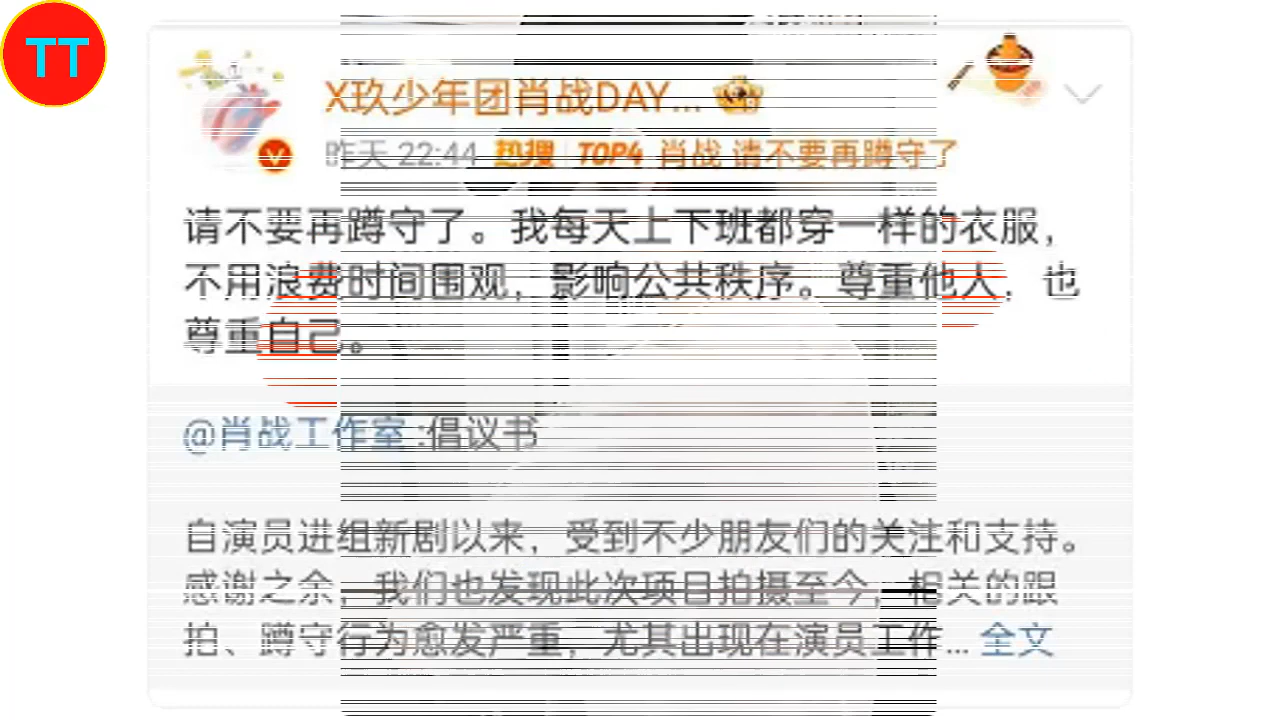 TT
X玖少年团肖战DAY...
昨天 22:44 热搜 TOP4 肖战 请不要再蹲守了
请不要再蹲守了。我每天上下班都穿一样的衣服，
不用浪费时间围观，影响公共秩序。尊重他人，也
尊重自己。
@肖战工作室:倡议书
自演员进组新剧以来，受到不少朋友们的关注和支持。
感谢之余，我们也发现此次项目拍摄至今，相关的跟
拍、蹲守行为愈发严重，尤其出现在演员工作... 全文